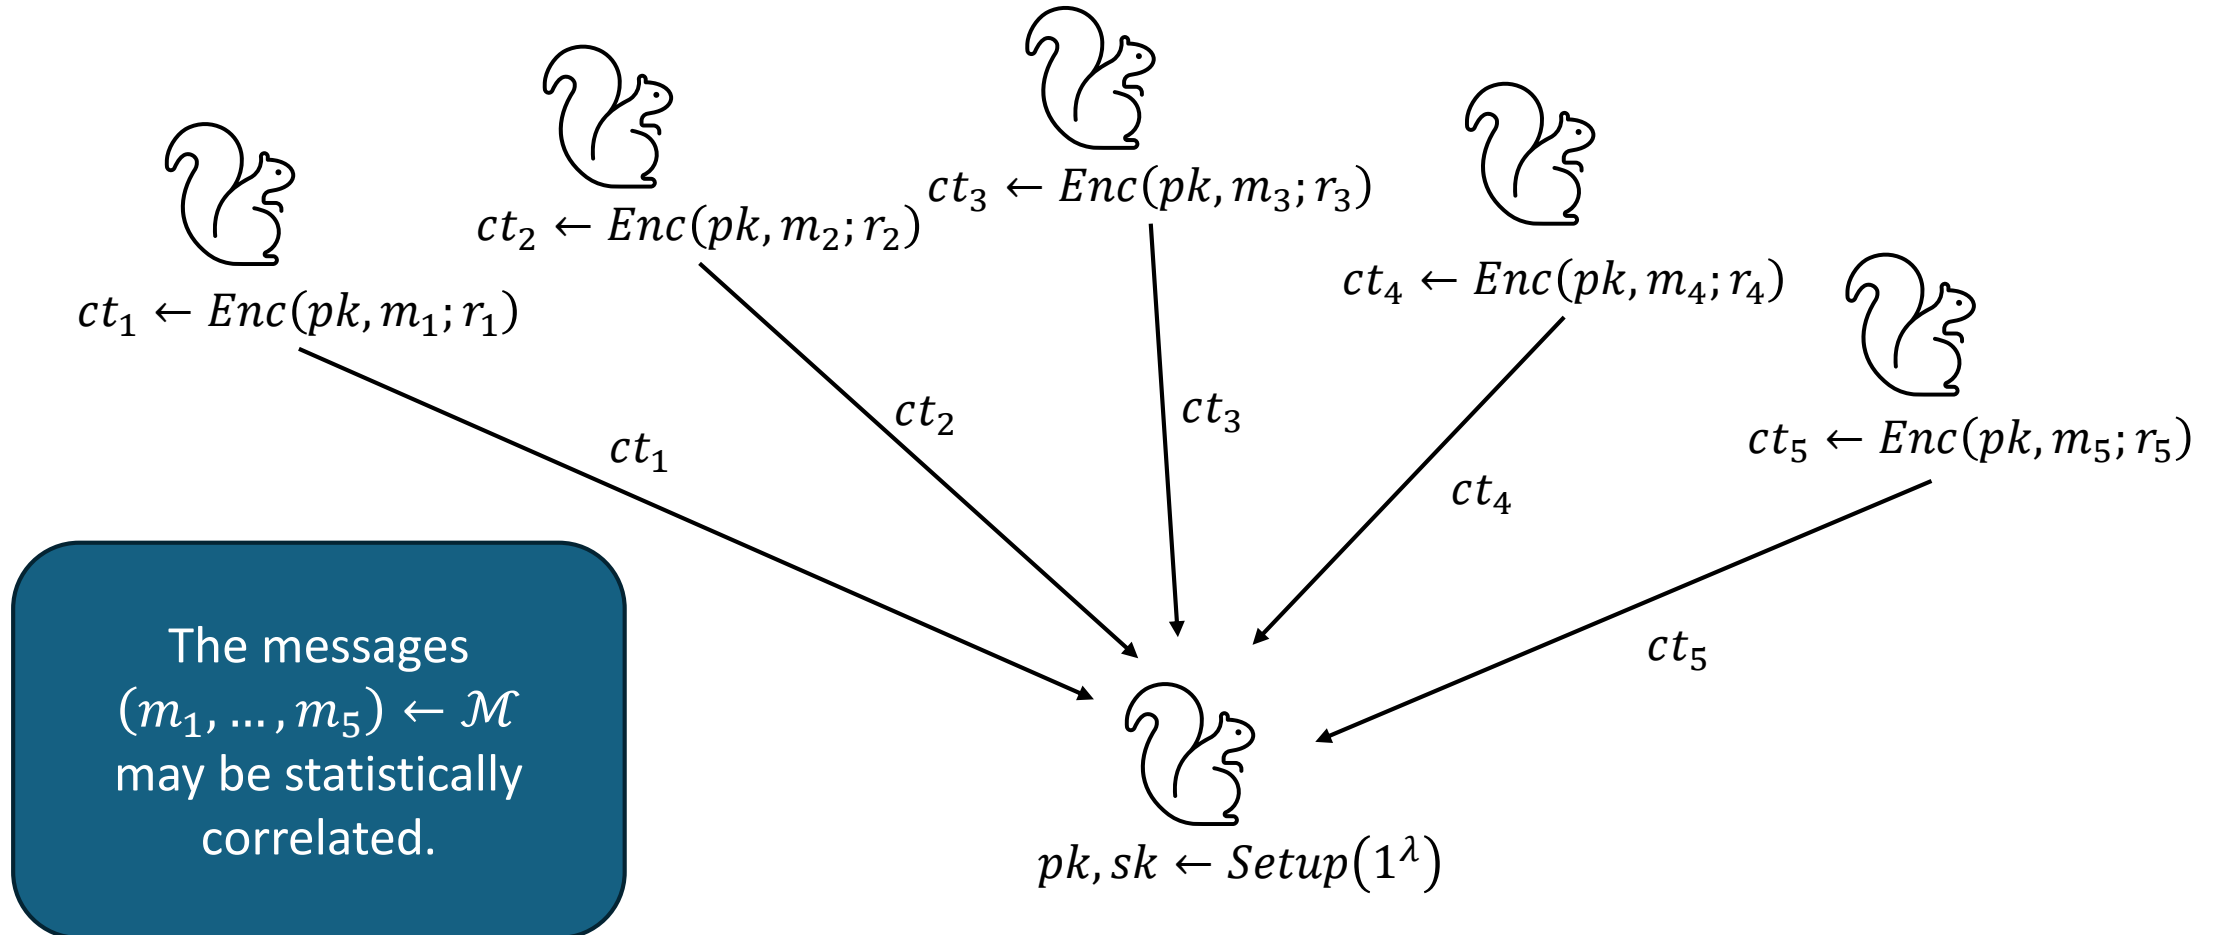 ct₁ ← Enc(pk, m₁; r₁)
ct₂ ← Enc(pk, m₂; r₂)
ct₃ ← Enc(pk, m₃; r₃)
ct₄ ← Enc(pk, m₄; r₄)
ct₅ ← Enc(pk, m₅; r₅)
ct₁
ct₂
ct₃
ct₄
ct₅
The messages
(m₁, … , m₅) ← ℳ
may be statistically
correlated.
pk, sk ← Setup(1^λ)